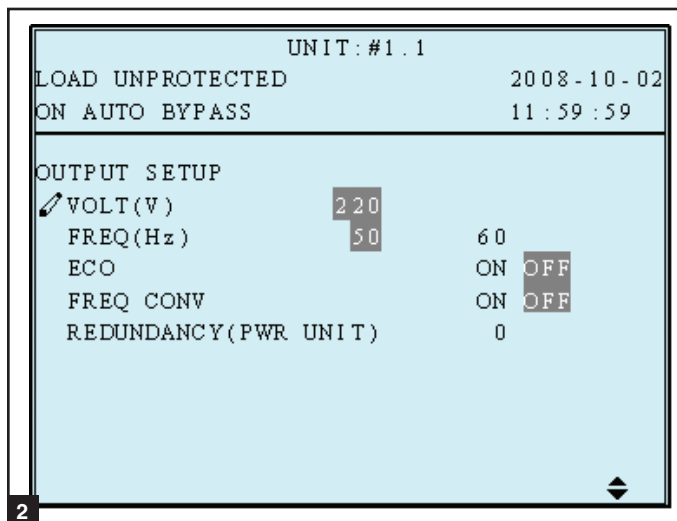 UNIT:#1.1
LOAD UNPROTECTED 2008-10-02
ON AUTO BYPASS 11:59:59
OUTPUT SETUP
VOLT(V) 220
FREQ(Hz) 50 60
ECO ON OFF
FREQ CONV ON OFF
REDUNDANCY(PWR UNIT) 0
2